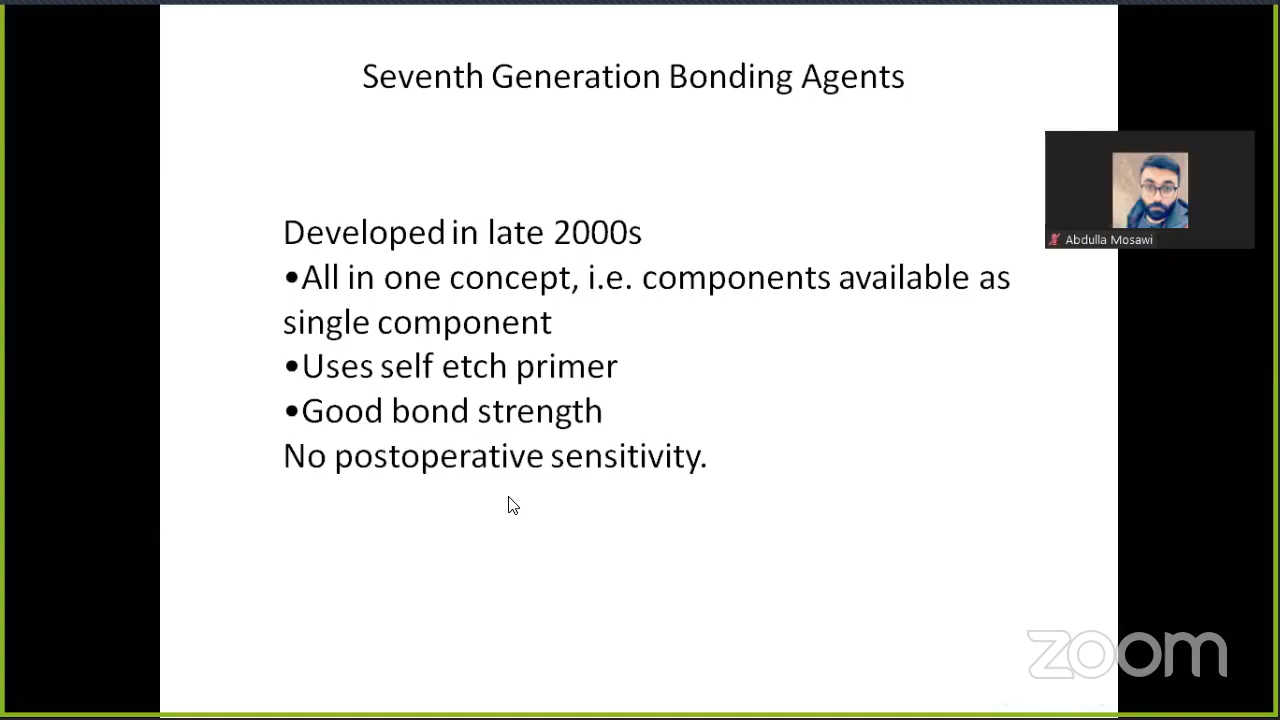 Seventh Generation Bonding Agents
Developed in late 2000s
•All in one concept, i.e. components available as
single component
•Uses self etch primer
•Good bond strength
No postoperative sensitivity.
Abdulla Mosawi
zoom